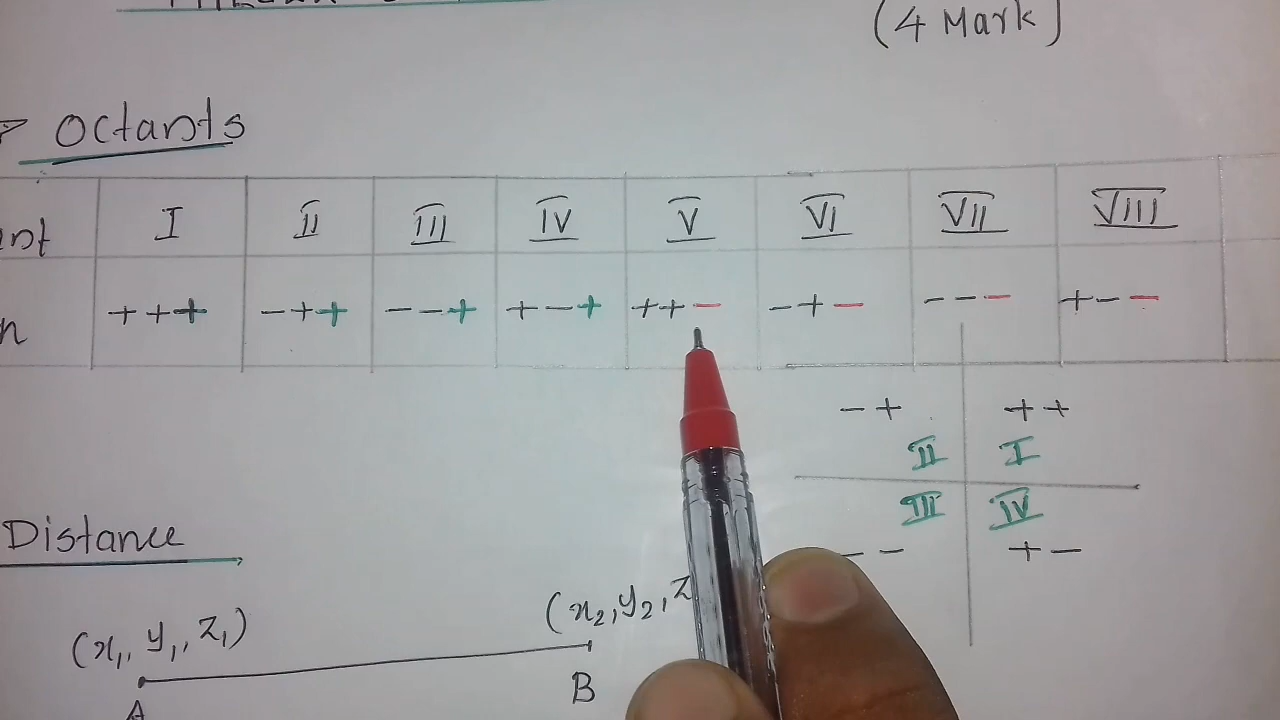 (4 Mark)
Octants
I II III IV V VI VII VIII
+++ -++ --+ +-+ ++- -+- --- +--
-+ ++
II I
III IV
-- +-
Distance
(x₁, y₁, z₁) (x₂, y₂, z
A B